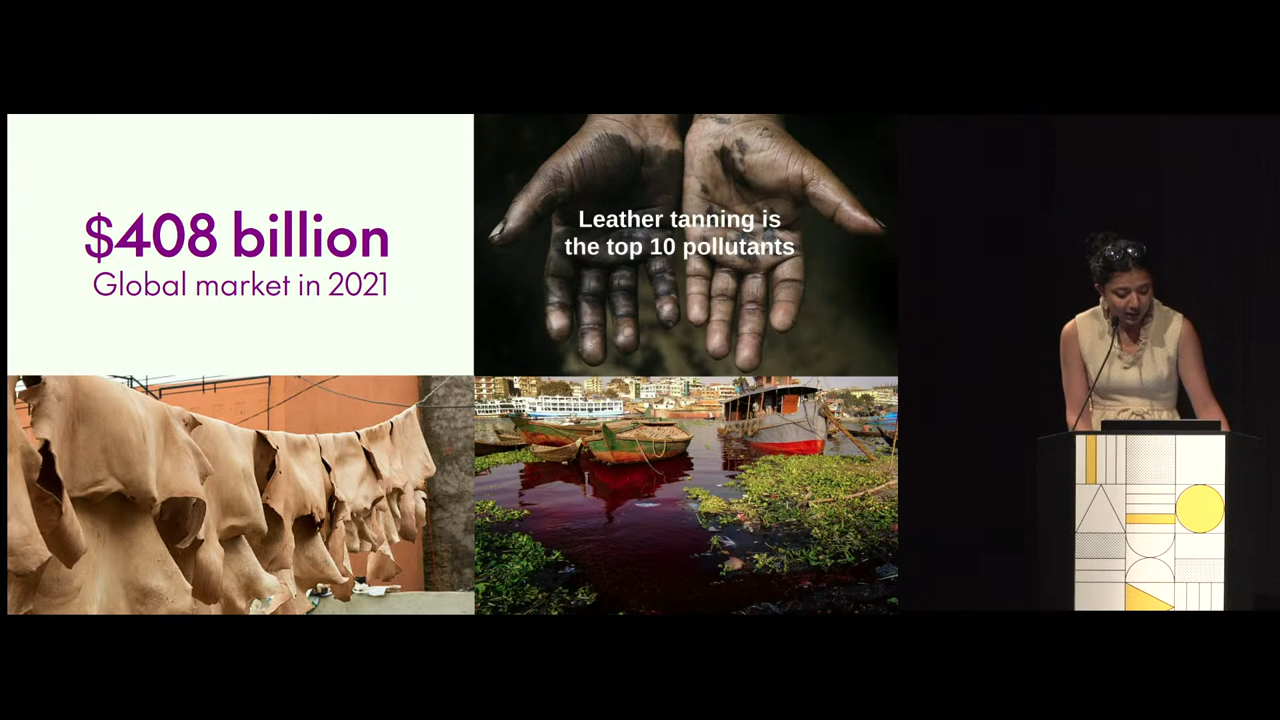 $408 billion
Global market in 2021
Leather tanning is
the top 10 pollutants